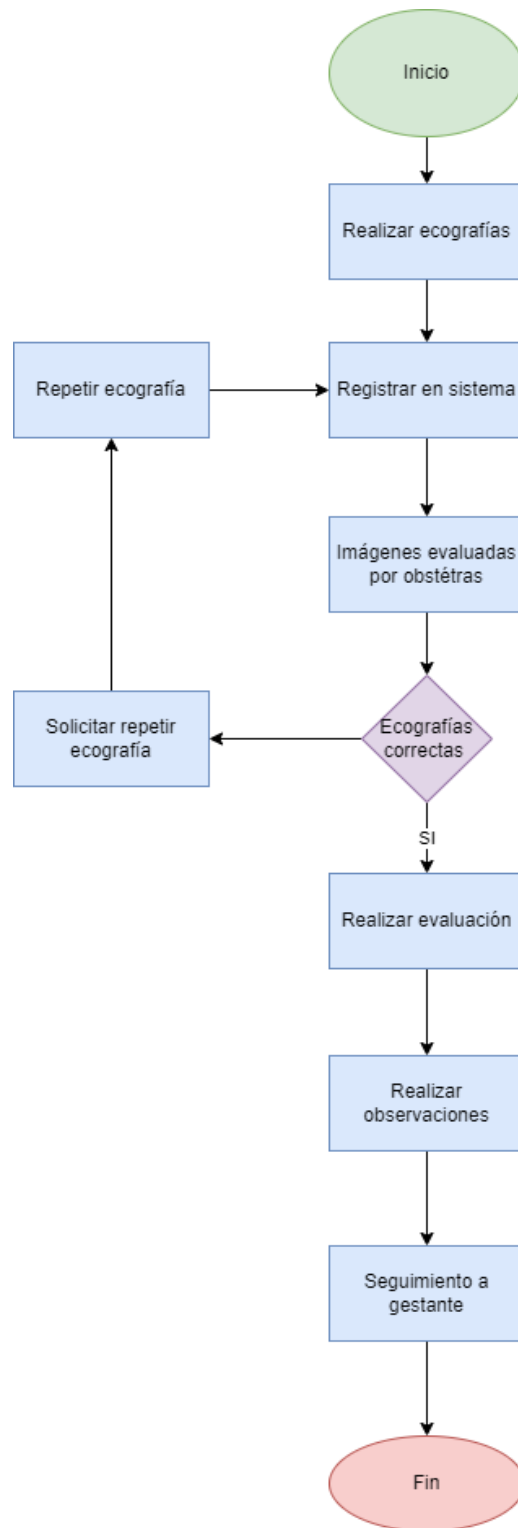 Inicio
Realizar ecografías
Repetir ecografía
Registrar en sistema
Imágenes evaluadas
por obstétras
Solicitar repetir
ecografía
Ecografías
correctas
SI
Realizar evaluación
Realizar
observaciones
Seguimiento a
gestante
Fin